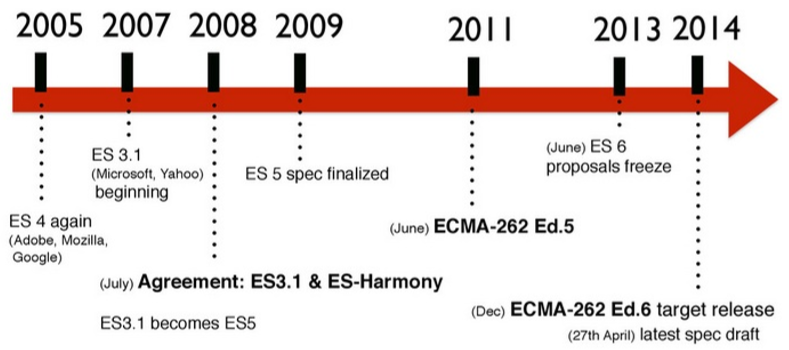 2005 2007 2008 2009 2011 2013 2014
ES 3.1
(Microsoft, Yahoo)
beginning
ES 5 spec finalized
(June) ES 6
proposals freeze
ES 4 again
(Adobe, Mozilla,
Google)
(June) ECMA-262 Ed.5
(July) Agreement: ES3.1 & ES-Harmony
ES3.1 becomes ES5
(Dec) ECMA-262 Ed.6 target release
(27th April) latest spec draft